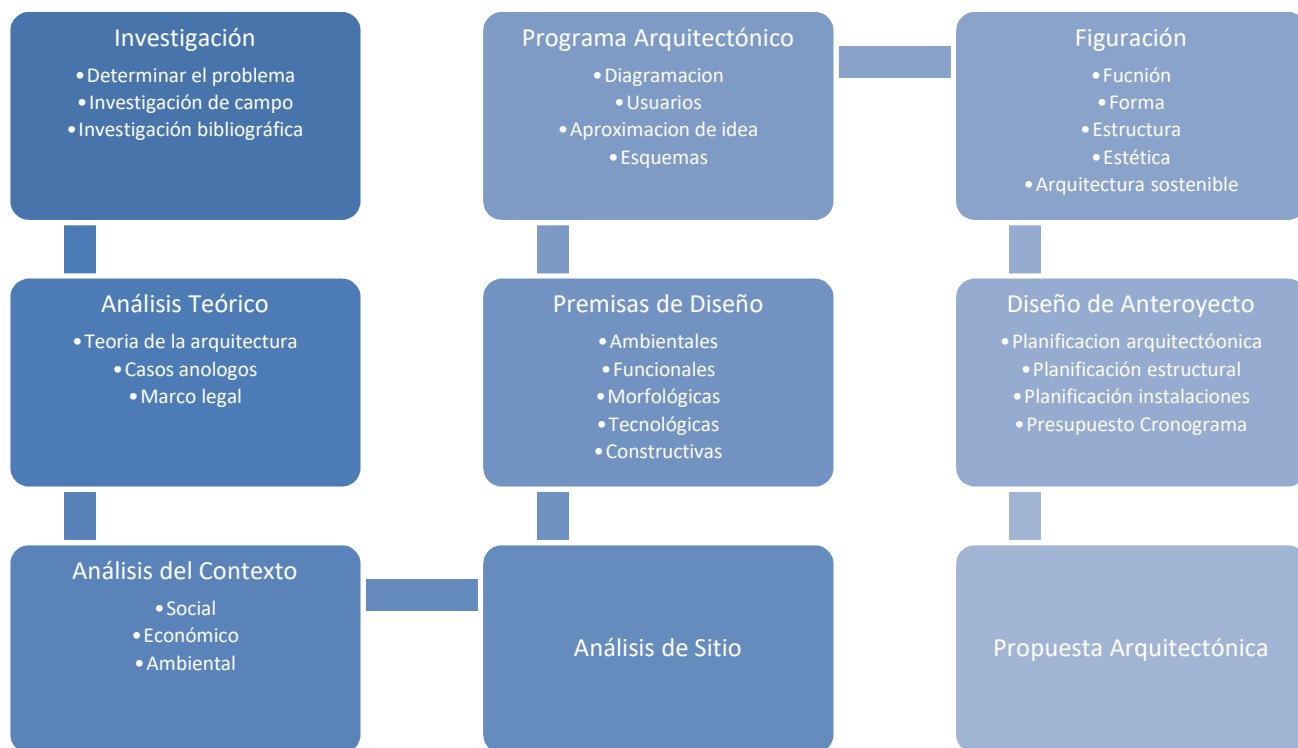 Investigación
•Determinar el problema
•Investigación de campo
•Investigación bibliográfica
Análisis Teórico
•Teoria de la arquitectura
•Casos anologos
•Marco legal
Análisis del Contexto
•Social
•Económico
•Ambiental
Análisis de Sitio
Premisas de Diseño
•Ambientales
•Funcionales
•Morfológicas
•Tecnológicas
•Constructivas
Programa Arquitectónico
•Diagramacion
•Usuarios
•Aproximacion de idea
•Esquemas
Figuración
•Fucnión
•Forma
•Estructura
•Estética
•Arquitectura sostenible
Diseño de Anteroyecto
•Planificacion arquitectóonica
•Planificación estructural
•Planificación instalaciones
•Presupuesto Cronograma
Propuesta Arquitectónica